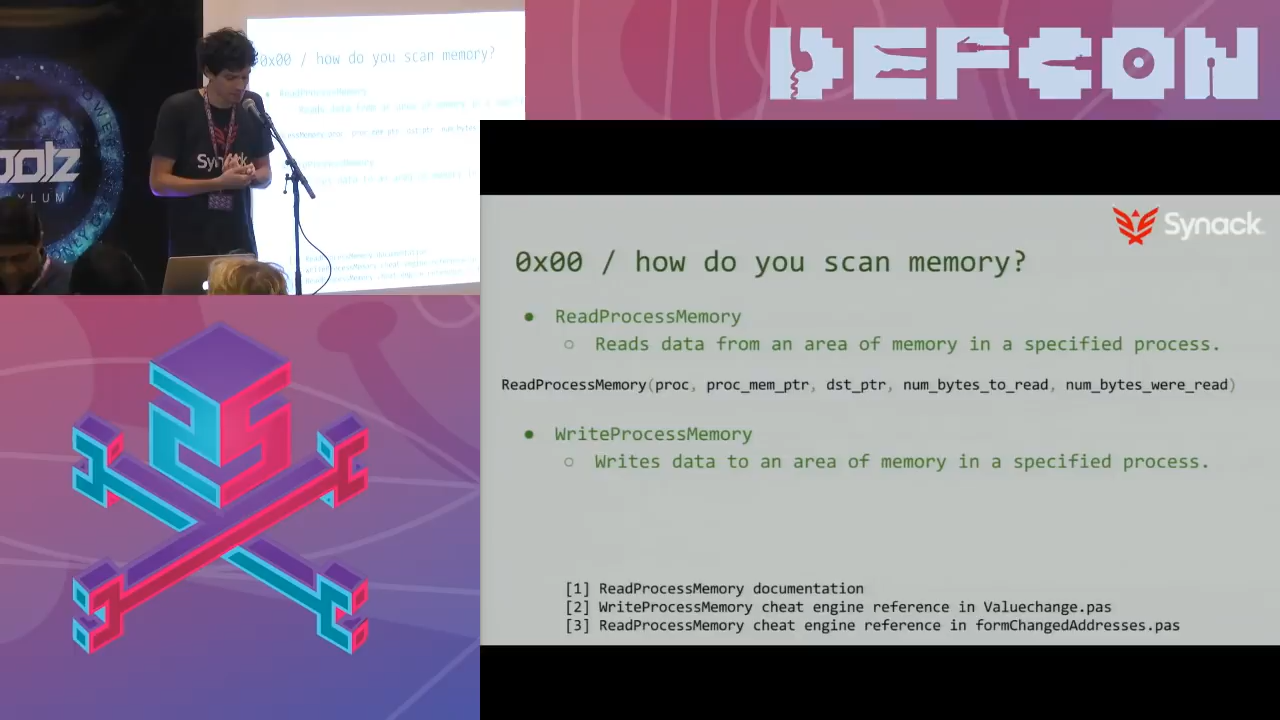 DEFCON
0x00 / how do you scan memory?
ReadProcessMemory
Synack
Synack
0x00 / how do you scan memory?
• ReadProcessMemory
○ Reads data from an area of memory in a specified process.
ReadProcessMemory(proc, proc_mem_ptr, dst_ptr, num_bytes_to_read, num_bytes_were_read)
• WriteProcessMemory
○ Writes data to an area of memory in a specified process.
[1] ReadProcessMemory documentation
[2] WriteProcessMemory cheat engine reference in Valuechange.pas
[3] ReadProcessMemory cheat engine reference in formChangedAddresses.pas